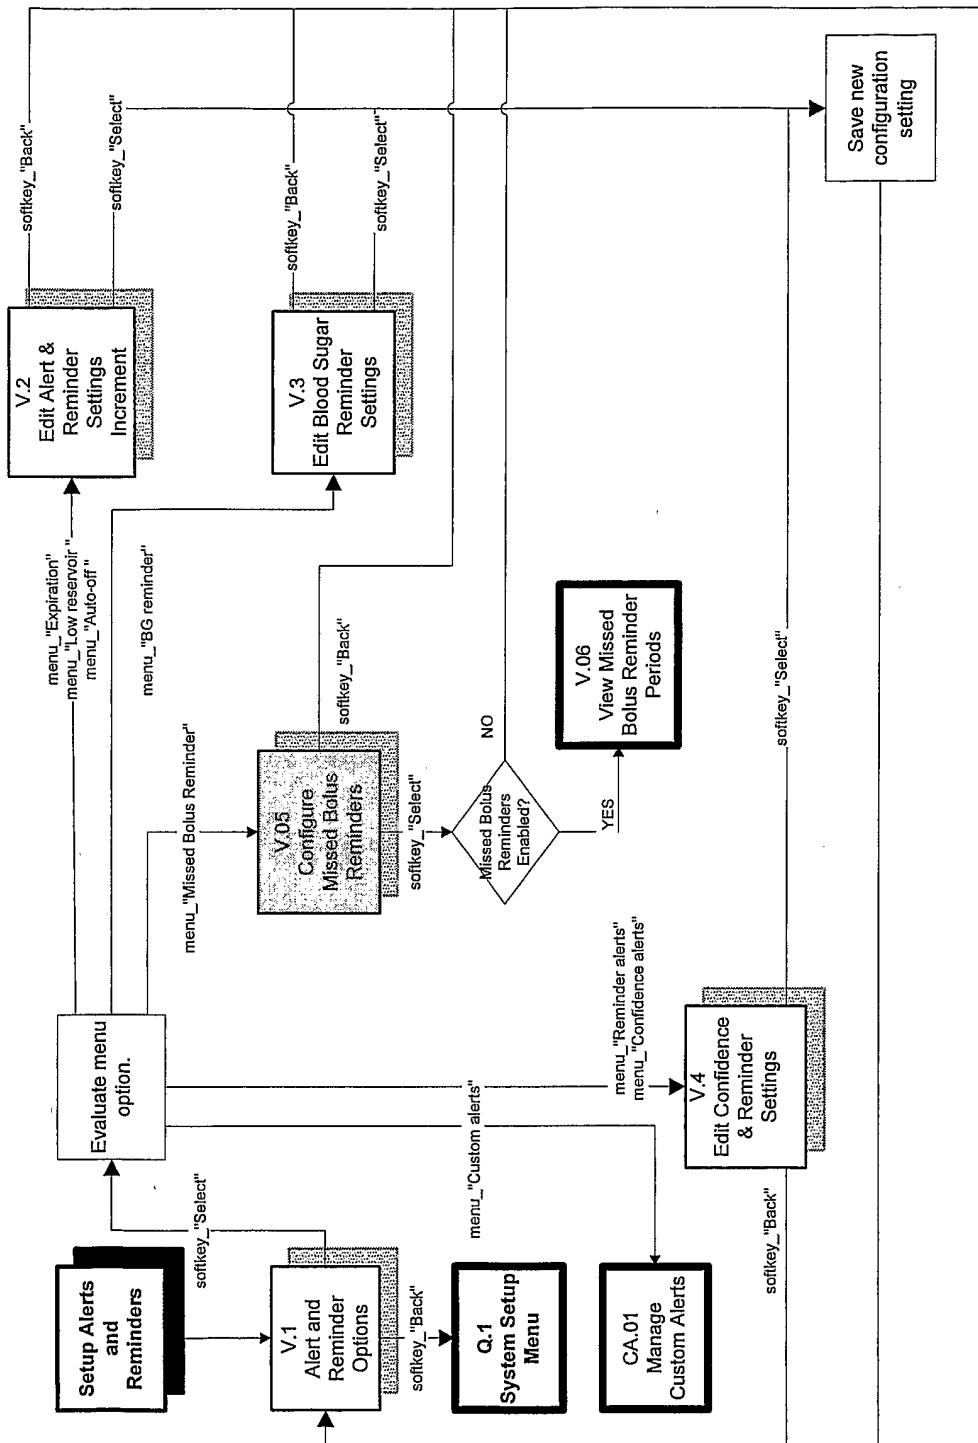 Setup Alerts
and
Reminders
V.1
Alert and
Reminder
Options
softkey_"Select"
softkey_"Back"
Q.1
System Setup
Menu
CA.01
Manage
Custom Alerts
Evaluate menu
option.
menu_"Custom alerts"
menu_"Reminder alerts"
menu_"Confidence alerts"
V.4
Edit Confidence
& Reminder
Settings
softkey_"Back"
softkey_"Select"
menu_"Missed Bolus Reminder"
V.05
Configure
Missed Bolus
Reminders
softkey_"Back"
softkey_"Select"
Missed Bolus
Reminders
Enabled?
NO
YES
V.06
View Missed
Bolus Reminder
Periods
menu_"Expiration"
menu_"Low reservoir "
menu_"Auto-off "
menu_"BG reminder"
V.2
Edit Alert &
Reminder
Settings
Increment
softkey_"Back"
softkey_"Select"
V.3
Edit Blood Sugar
Reminder
Settings
softkey_"Back"
softkey_"Select"
Save new
configuration
setting